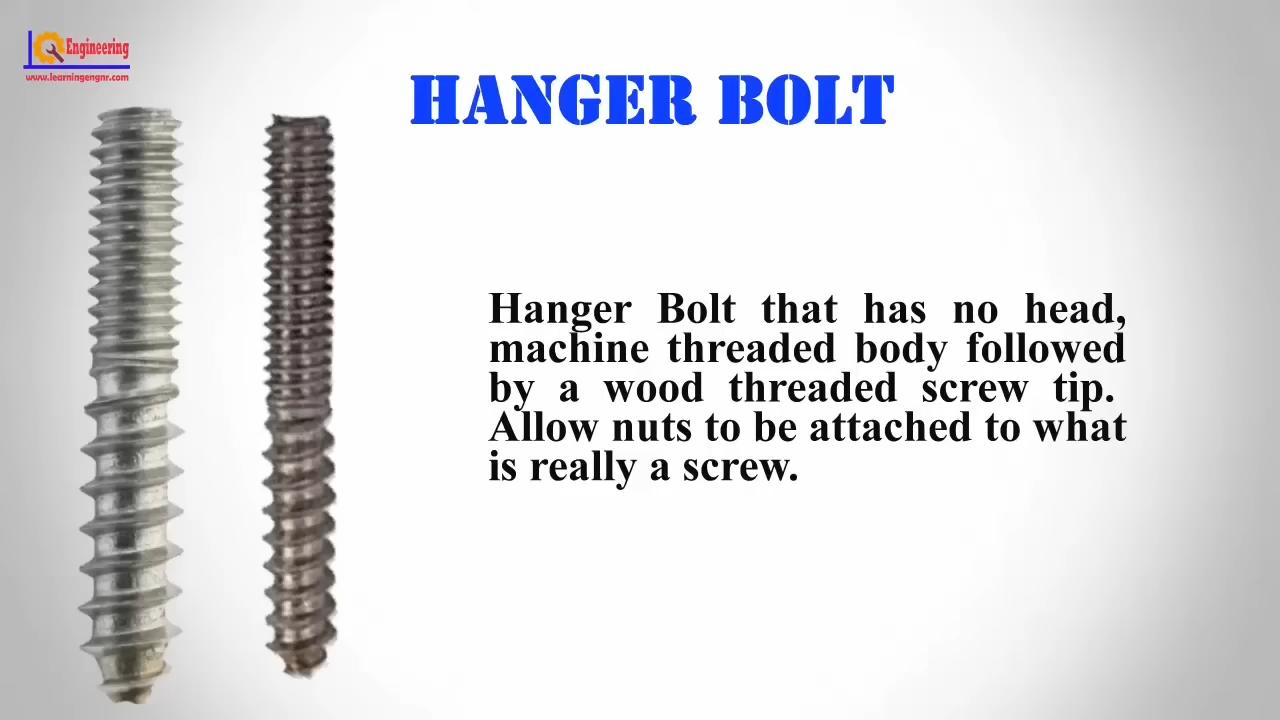 Engineering
www.learningengnr.com
HANGER BOLT
Hanger Bolt that has no head,
machine threaded body followed
by a wood threaded screw tip.
Allow nuts to be attached to what
is really a screw.